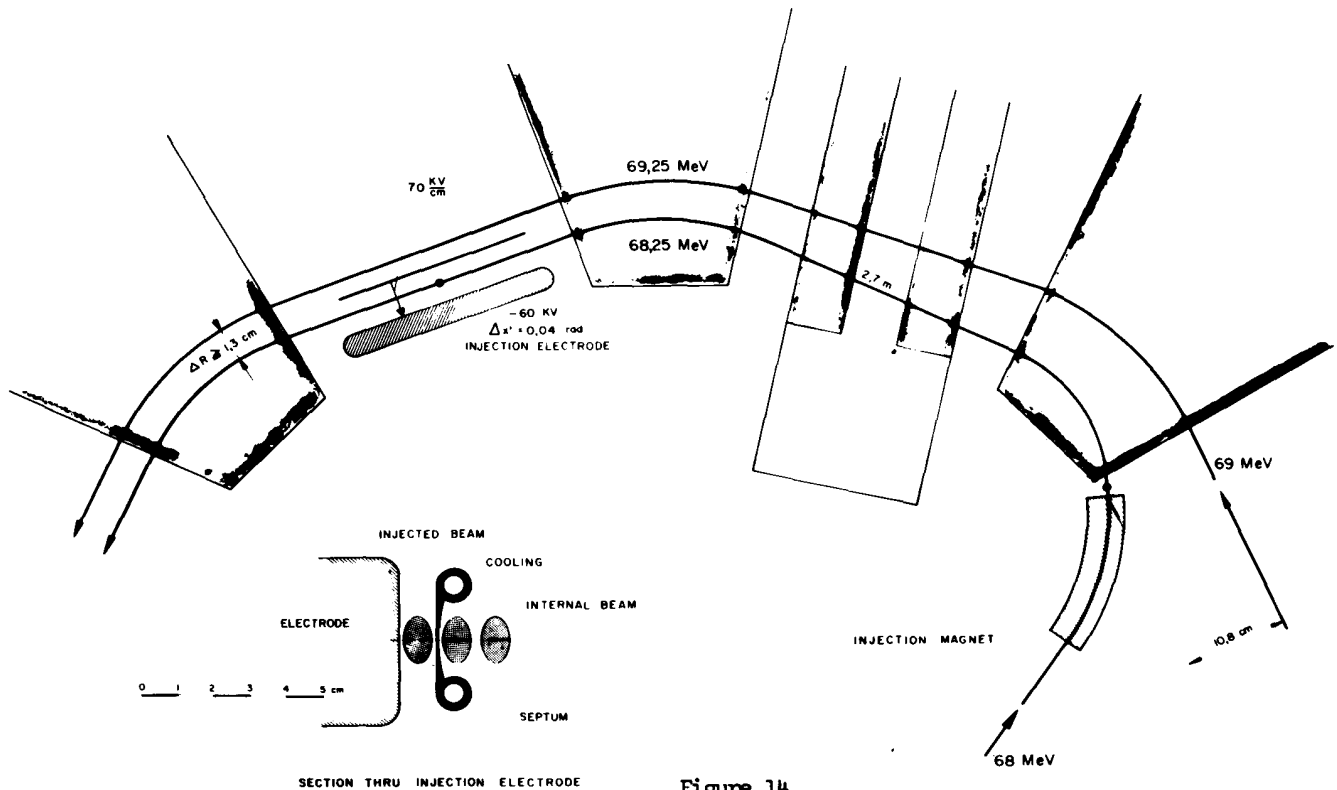 69,25 MeV
70 KV
cm
68,25 MeV
2,7 m
-60 KV
Δx' = 0,04 rad
INJECTION ELECTRODE
ΔR ≥ 1,3 cm
69 MeV
INJECTED BEAM
COOLING
INTERNAL BEAM
ELECTRODE
INJECTION MAGNET
10,8 cm
0 1 2 3 4 5 cm
SEPTUM
68 MeV
SECTION THRU INJECTION ELECTRODE
Figure 14